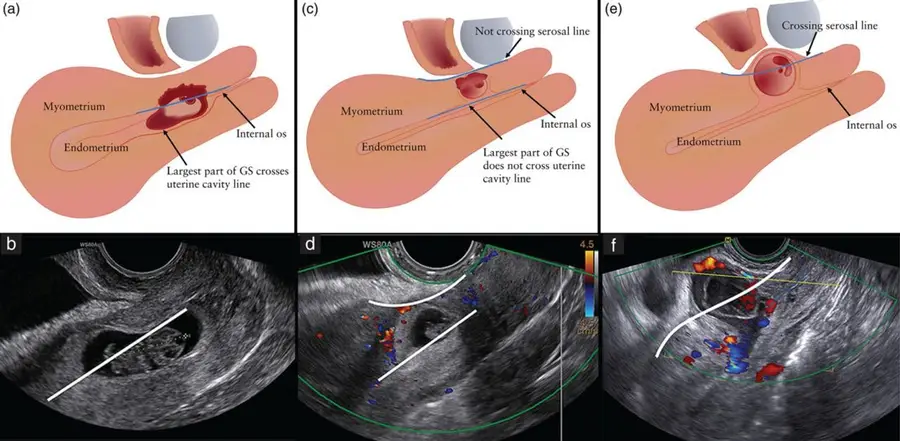 (a)
Myometrium
Endometrium
Internal os
Largest part of GS crosses
uterine cavity line
(c)
Not crossing serosal line
Myometrium
Endometrium
Internal os
Largest part of GS
does not cross uterine
cavity line
(e)
Crossing serosal line
Myometrium
Endometrium
Internal os
b
WS80A
d
WS80A
4.5
f